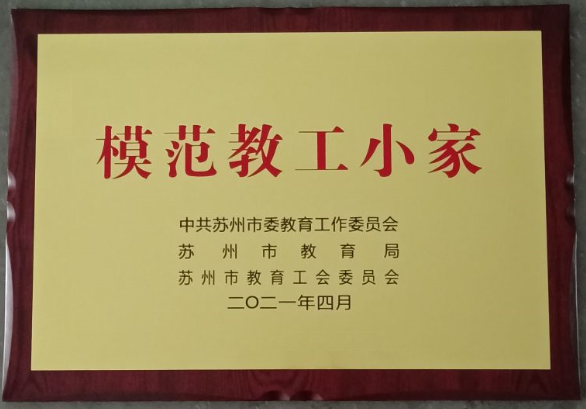 模范教工小家
中共苏州市委教育工作委员会
苏州市教育局
苏州市教育工会委员会
二〇二一年四月